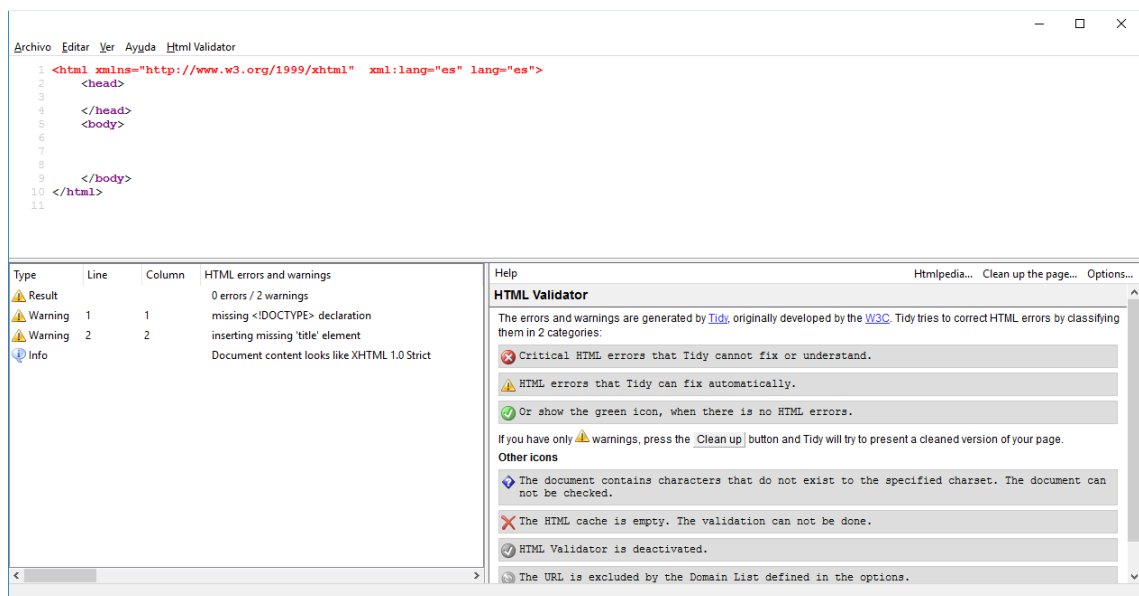 Archivo Editar Ver Ayuda Html Validator
1 <html xmlns="http://www.w3.org/1999/xhtml" xml:lang="es" lang="es">
2 <head>
3
4 </head>
5 <body>
6
7
8
9 </body>
10 </html>
11
Type Line Column HTML errors and warnings
Result 0 errors / 2 warnings
Warning 1 1 missing <!DOCTYPE> declaration
Warning 2 2 inserting missing 'title' element
Info Document content looks like XHTML 1.0 Strict
Help Htmlpedia... Clean up the page... Options...
HTML Validator
The errors and warnings are generated by Tidy, originally developed by the W3C. Tidy tries to correct HTML errors by classifying
them in 2 categories:
Critical HTML errors that Tidy cannot fix or understand.
HTML errors that Tidy can fix automatically.
Or show the green icon, when there is no HTML errors.
If you have only warnings, press the Clean up button and Tidy will try to present a cleaned version of your page.
Other icons
The document contains characters that do not exist to the specified charset. The document can
not be checked.
The HTML cache is empty. The validation can not be done.
HTML Validator is deactivated.
The URL is excluded by the Domain List defined in the options.